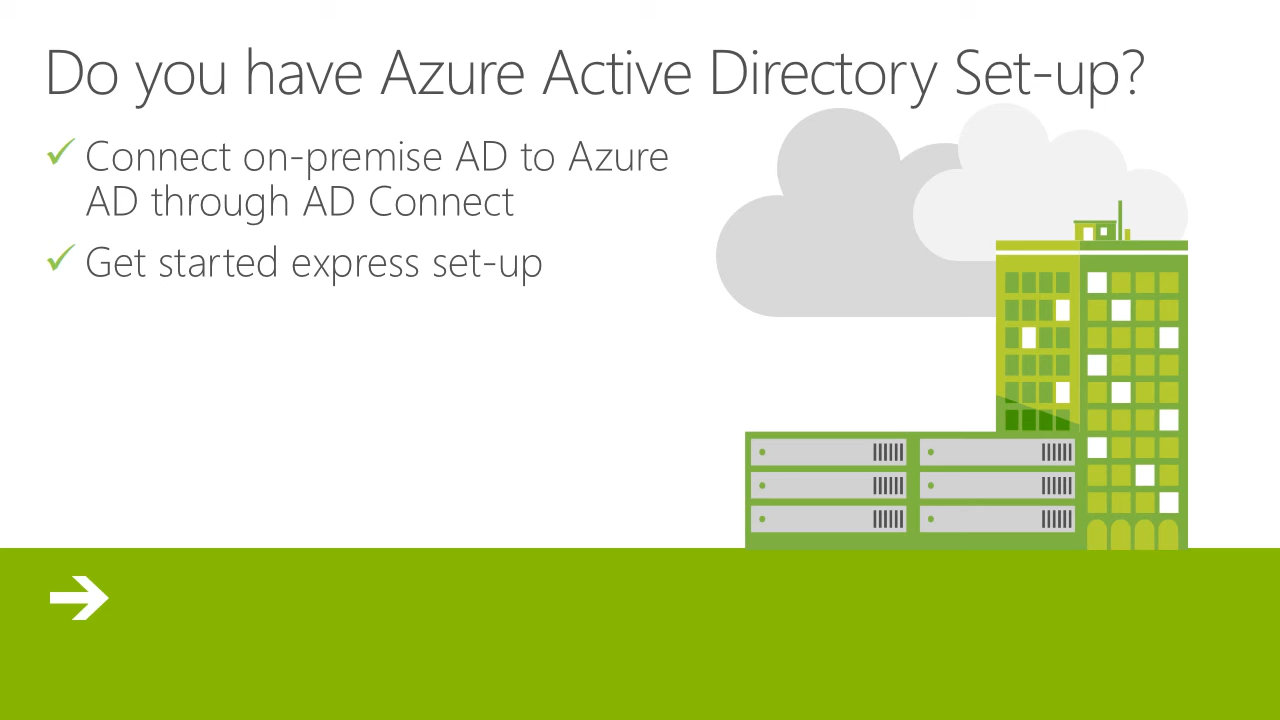 Do you have Azure Active Directory Set-up?
Connect on-premise AD to Azure
AD through AD Connect
Get started express set-up